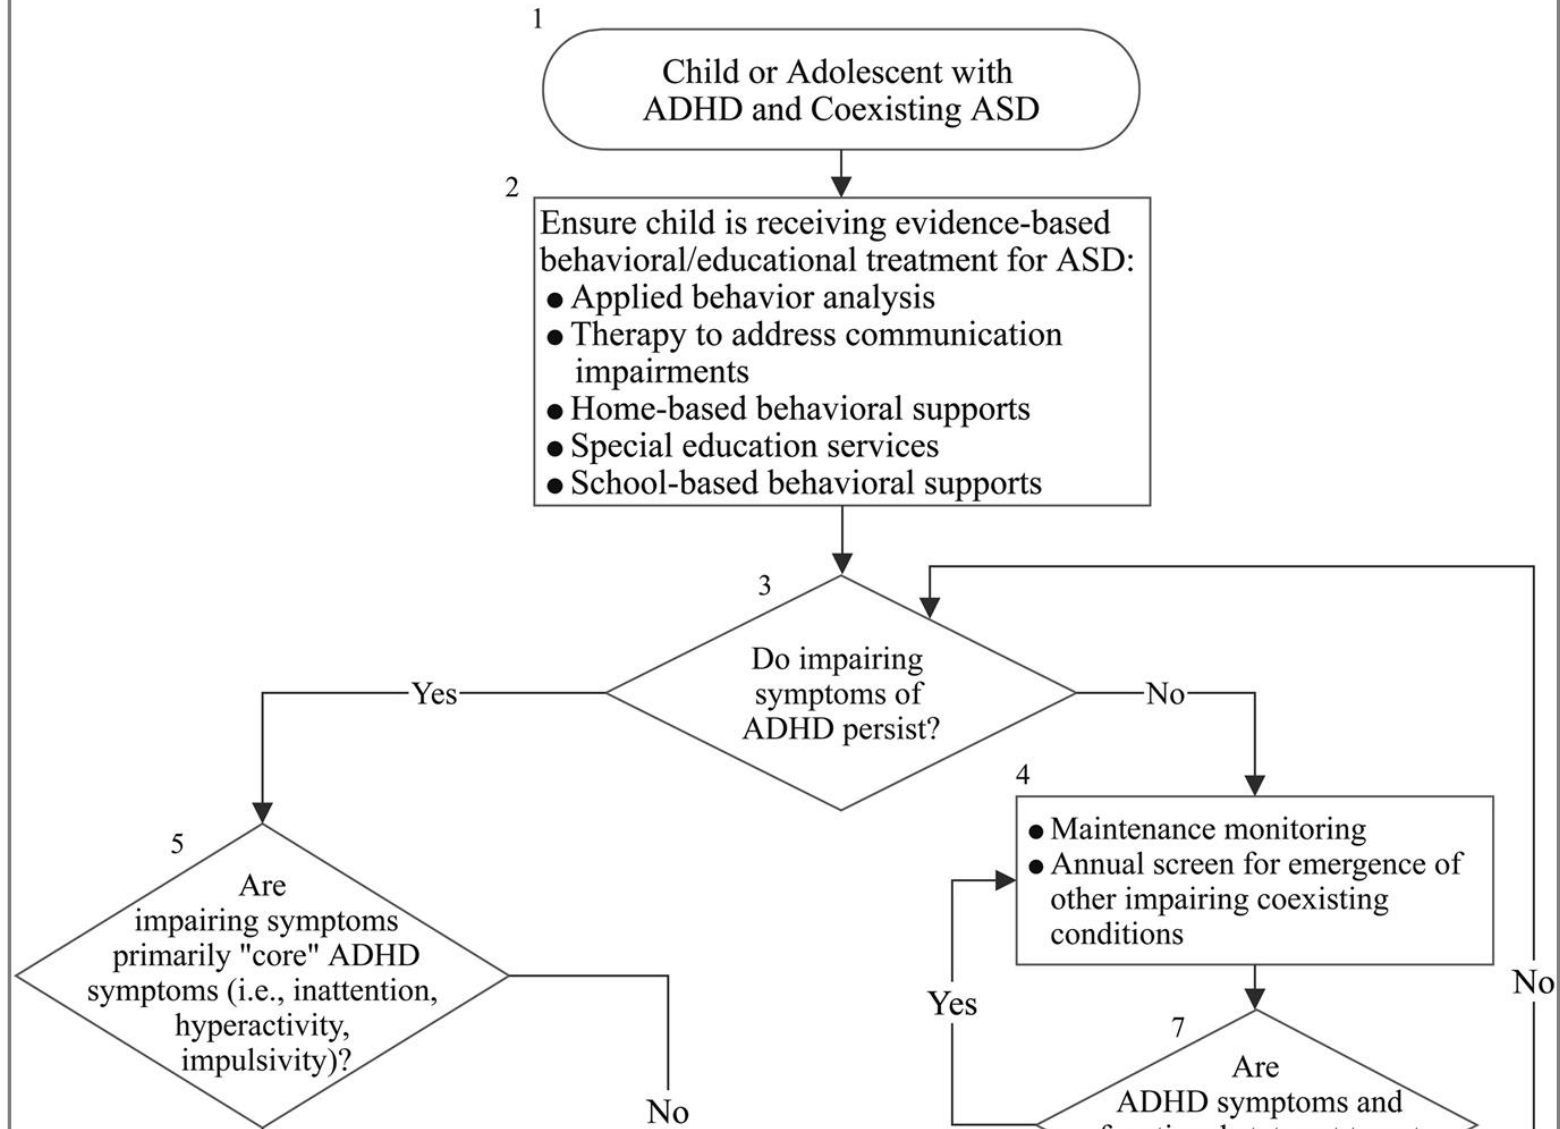 1
Child or Adolescent with
ADHD and Coexisting ASD
2
Ensure child is receiving evidence-based
behavioral/educational treatment for ASD:
● Applied behavior analysis
● Therapy to address communication
impairments
● Home-based behavioral supports
● Special education services
● School-based behavioral supports
3
Do impairing
symptoms of
ADHD persist?
Yes
No
4
● Maintenance monitoring
● Annual screen for emergence of
other impairing coexisting
conditions
5
Are
impairing symptoms
primarily "core" ADHD
symptoms (i.e., inattention,
hyperactivity,
impulsivity)?
No
Yes
No
7
Are
ADHD symptoms and